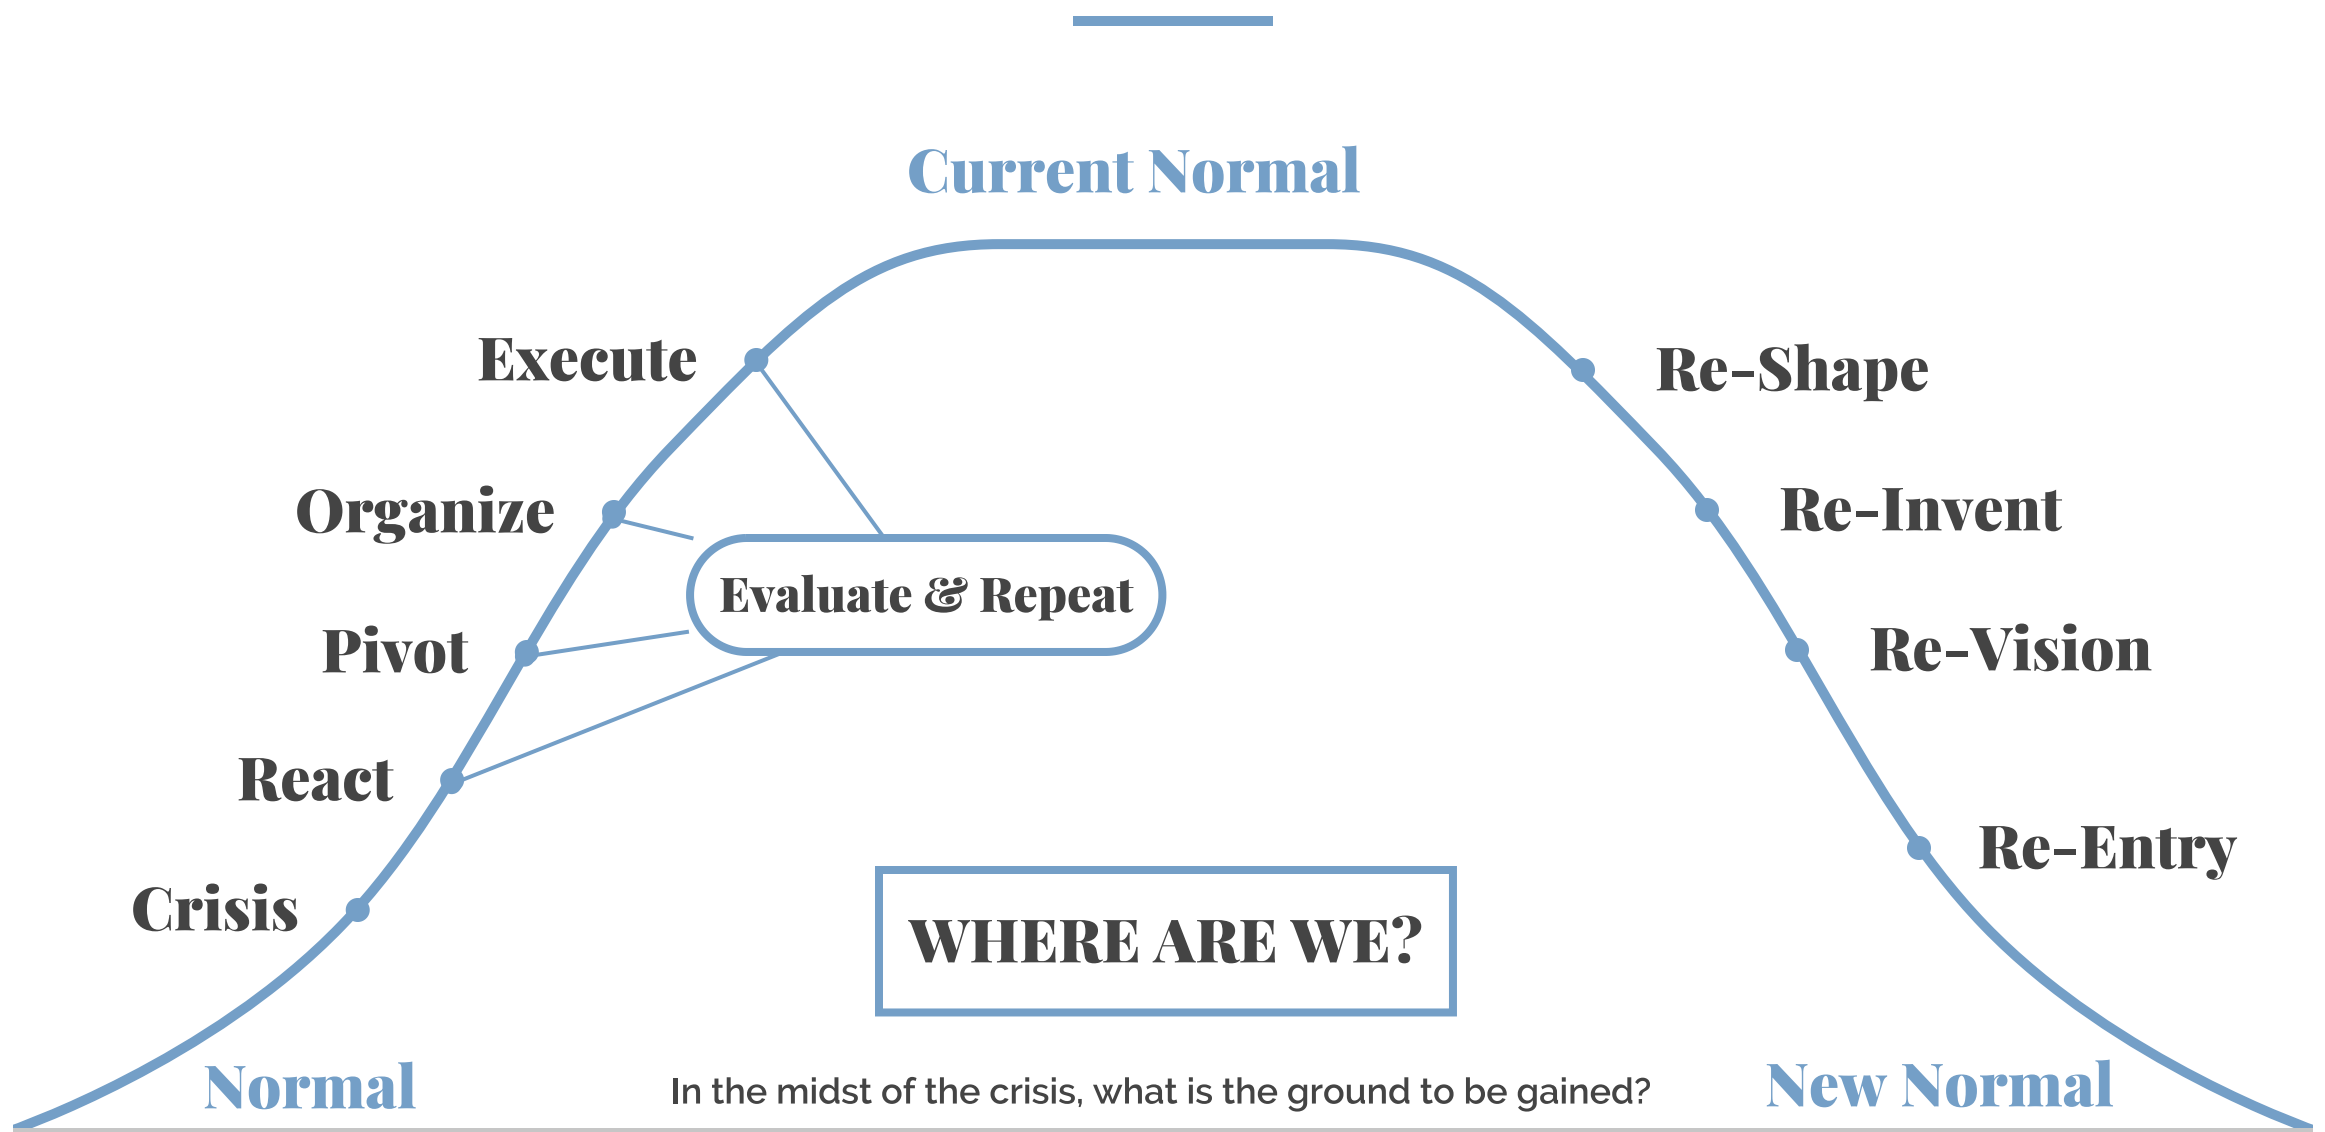 Current Normal
Execute
Re-Shape
Organize
Re-Invent
Evaluate & Repeat
Pivot
Re-Vision
React
Re-Entry
Crisis
WHERE ARE WE?
Normal
In the midst of the crisis, what is the ground to be gained?
New Normal